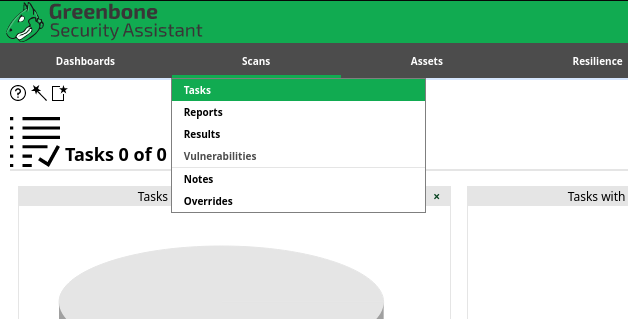 Greenbone
Security Assistant
Dashboards Scans Assets Resilience
Tasks
Reports
Results
Vulnerabilities
Notes
Overrides
Tasks 0 of 0
Tasks × Tasks with